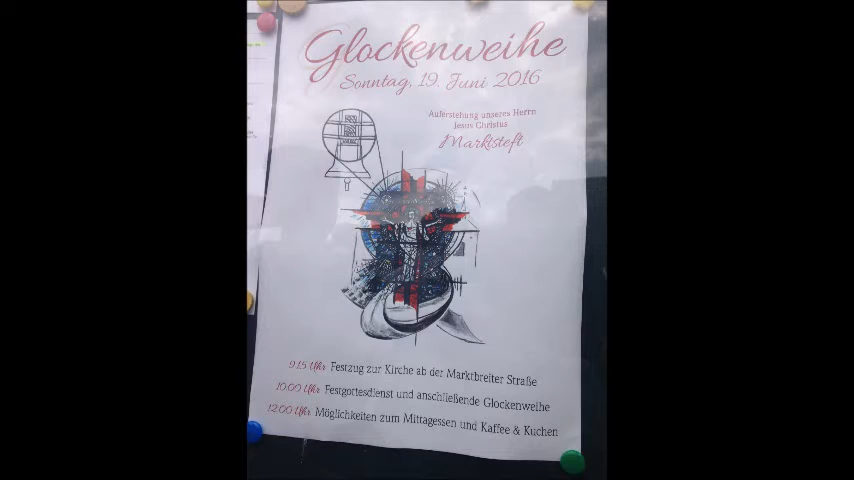 Glockenweihe
Sonntag, 19. Juni 2016
Auferstehung unseres Herrn
Jesus Christus
Marktsteft
9.15 Uhr Festzug zur Kirche ab der Marktbreiter Straße
10.00 Uhr Festgottesdienst und anschließende Glockenweihe
12.00 Uhr Möglichkeiten zum Mittagessen und Kaffee & Kuchen